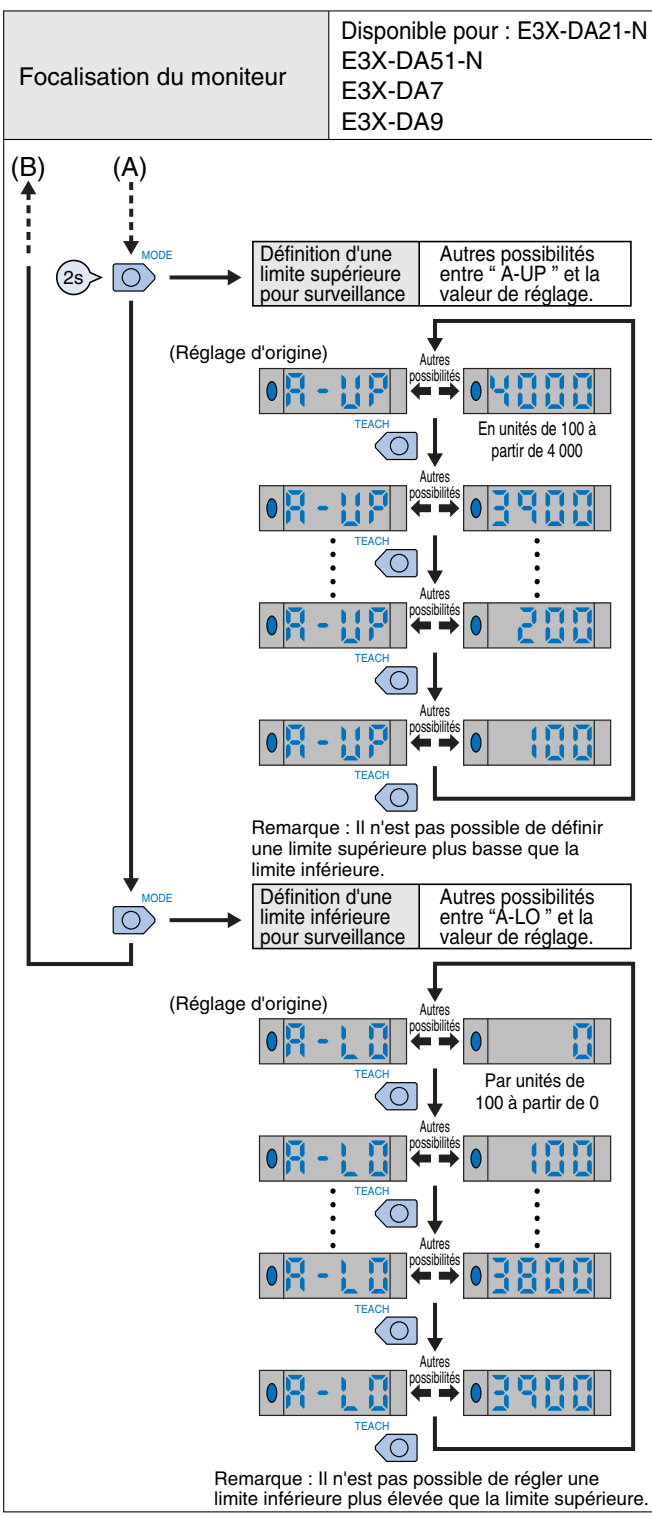 Focalisation du moniteur
Disponible pour : E3X-DA21-N
E3X-DA51-N
E3X-DA7
E3X-DA9
(B)
(A)
2s
MODE
Définition d'une
limite supérieure
pour surveillance
Autres possibilités
entre “ A-UP ” et la
valeur de réglage.
(Réglage d'origine)
Autres
possibilités
A-UP
4000
TEACH
En unités de 100 à
partir de 4 000
Autres
possibilités
A-UP
3900
TEACH
Autres
possibilités
A-UP
200
TEACH
Autres
possibilités
A-UP
100
TEACH
Remarque : Il n'est pas possible de définir
une limite supérieure plus basse que la
limite inférieure.
MODE
Définition d'une
limite inférieure
pour surveillance
Autres possibilités
entre “A-LO ” et la
valeur de réglage.
(Réglage d'origine)
Autres
possibilités
A-LO
0
TEACH
Par unités de
100 à partir de 0
Autres
possibilités
A-LO
100
TEACH
Autres
possibilités
A-LO
3800
TEACH
Autres
possibilités
A-LO
3900
TEACH
Remarque : Il n'est pas possible de régler une
limite inférieure plus élevée que la limite supérieure.